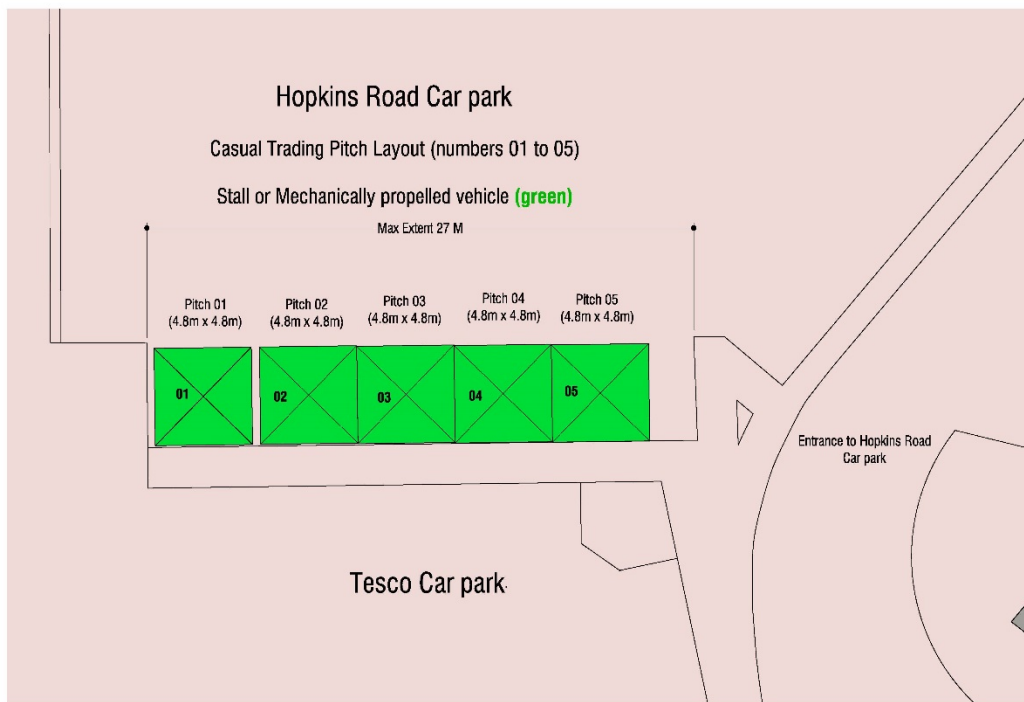 Hopkins Road Car park
Casual Trading Pitch Layout (numbers 01 to 05)
Stall or Mechanically propelled vehicle (green)
Max Extent 27 M
Pitch 01
(4.8m x 4.8m)
Pitch 02
(4.8m x 4.8m)
Pitch 03
(4.8m x 4.8m)
Pitch 04
(4.8m x 4.8m)
Pitch 05
(4.8m x 4.8m)
01
02
03
04
05
Entrance to Hopkins Road
Car park
Tesco Car park